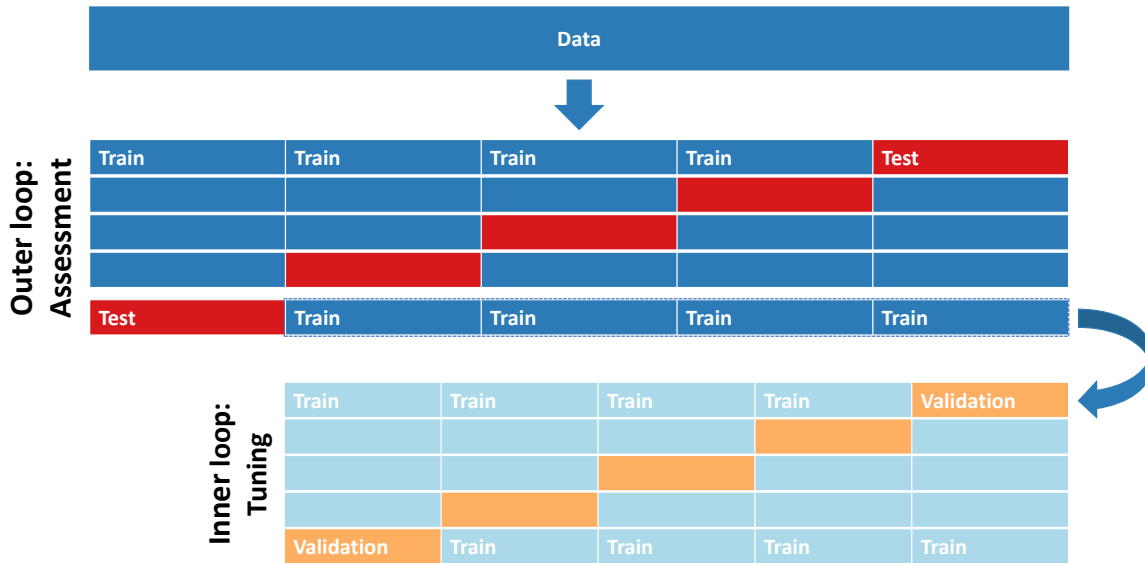 Data
Outer loop:
Assessment
Train Train Train Train Test
Test Train Train Train Train
Inner loop:
Tuning
Train Train Train Train Validation
Validation Train Train Train Train